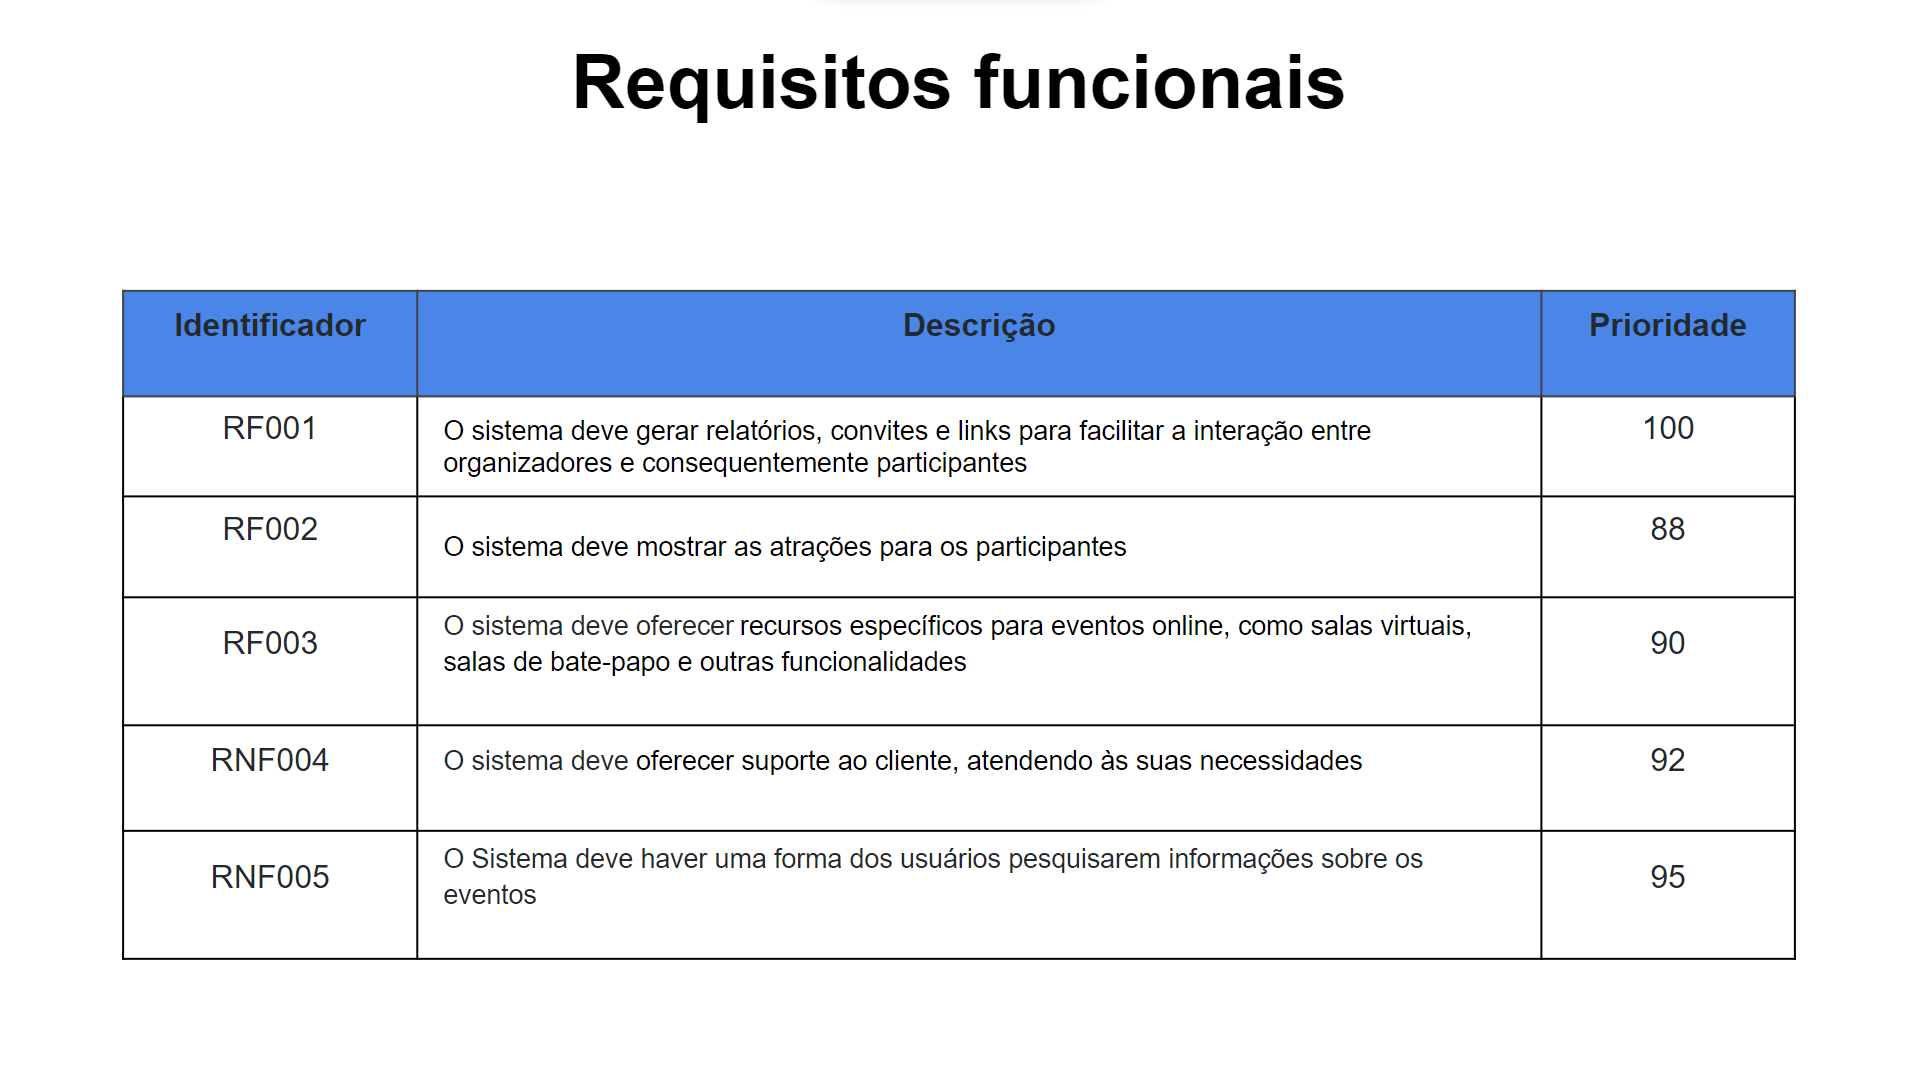 Requisitos funcionais
Identificador Descrição Prioridade
RF001 O sistema deve gerar relatórios, convites e links para facilitar a interação entre 100
organizadores e consequentemente participantes
RF002 O sistema deve mostrar as atrações para os participantes 88
RF003 O sistema deve oferecer recursos específicos para eventos online, como salas virtuais, 90
salas de bate-papo e outras funcionalidades
RNF004 O sistema deve oferecer suporte ao cliente, atendendo às suas necessidades 92
RNF005 O Sistema deve haver uma forma dos usuários pesquisarem informações sobre os 95
eventos